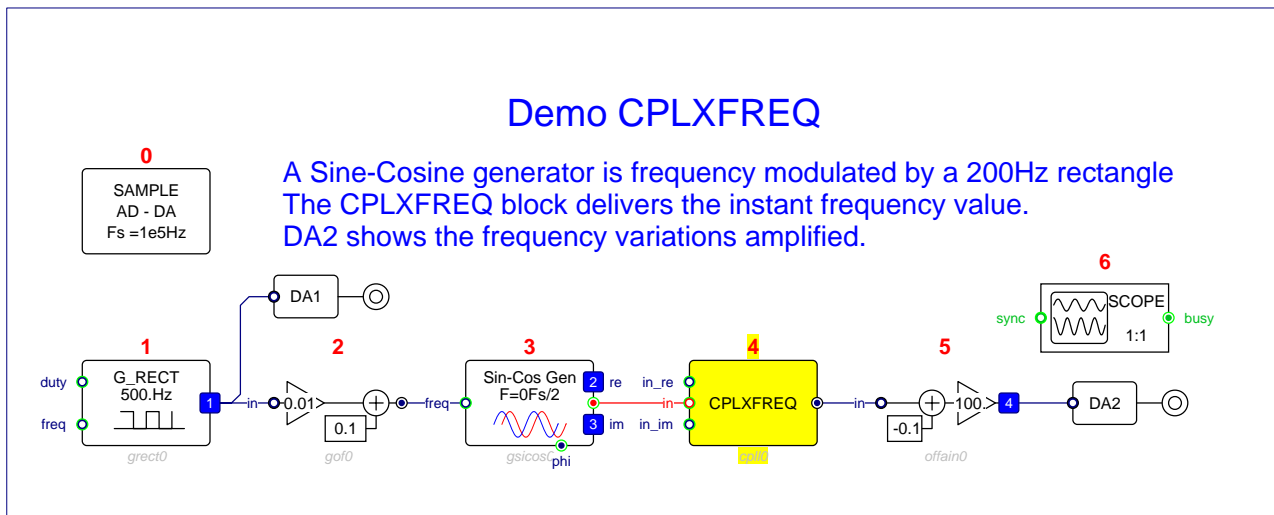 Demo CPLXFREQ
0
A Sine-Cosine generator is frequency modulated by a 200Hz rectangle
The CPLXFREQ block delivers the instant frequency value.
DA2 shows the frequency variations amplified.
SAMPLE
AD - DA
Fs =1e5Hz
6
DA1
sync
SCOPE
1:1
busy
1
2
3
4
5
duty
freq
G_RECT
500.Hz
1
grect0
in
0.01
0.1
gof0
freq
Sin-Cos Gen
F=0Fs/2
2
re
3
im
phi
gsicos0
in_re
in
in_im
CPLXFREQ
cpll0
in
-0.1
100.
4
offain0
DA2